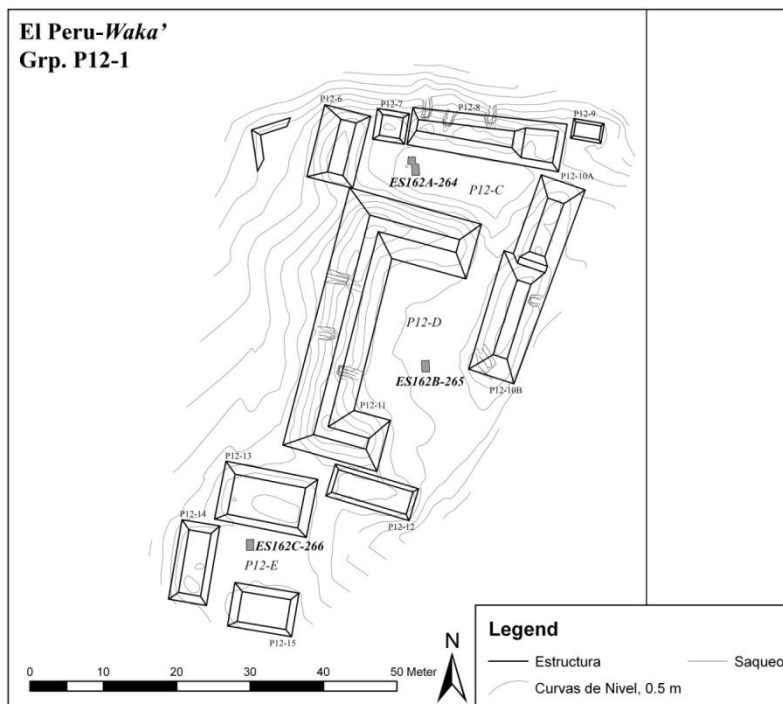 El Peru-Waka’
Grp. P12-1
P12-6
P12-7
P12-8
P12-9
ES162A-264
P12-C
P12-10A
P12-D
ES162B-265
P12-10B
P12-11
P12-13
P12-12
P12-14
ES162C-266
P12-E
P12-15
N
0 10 20 30 40 50 Meter
Legend
Estructura
Saqueo
Curvas de Nivel, 0.5 m